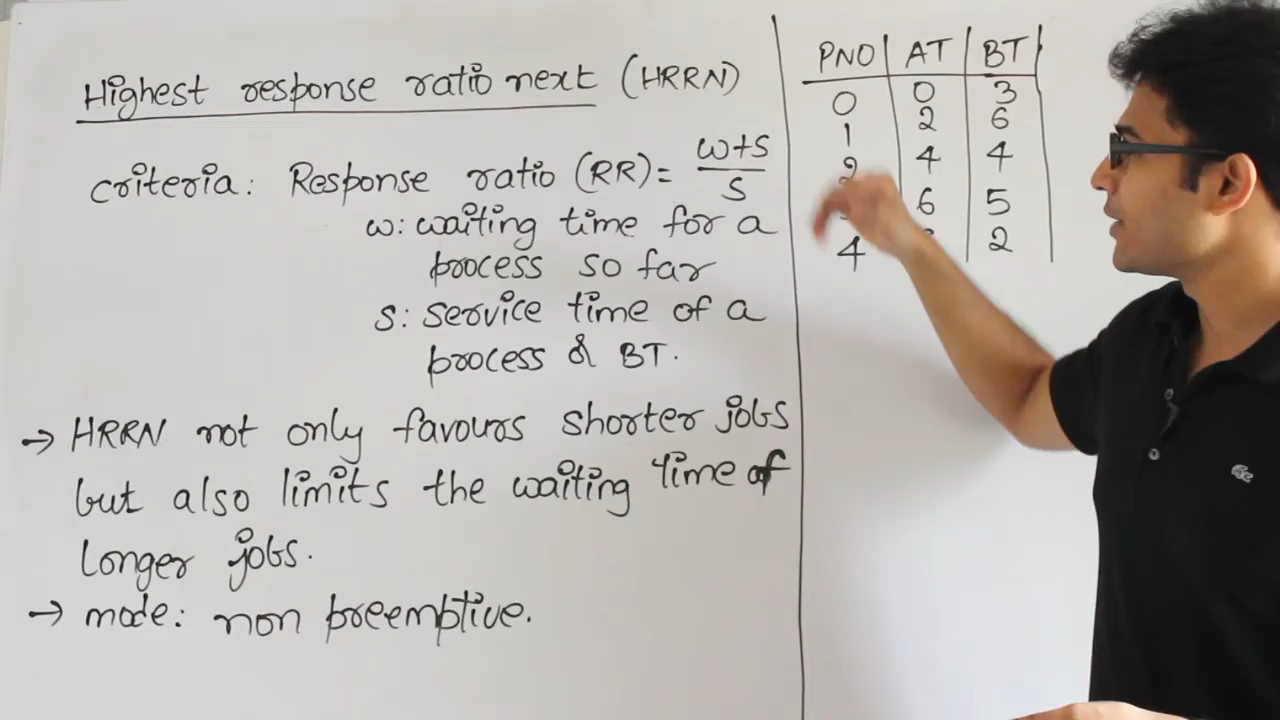 Highest response ratio next (HRRN)
criteria: Response ratio (RR) = w+s / s
w: waiting time for a
process so far
s: service time of a
process & BT.
→ HRRN not only favours shorter jobs
but also limits the waiting time of
longer jobs.
→ mode: non preemptive.
PNO AT BT
0 0 3
1 2 6
2 4 4
6 5
4 2